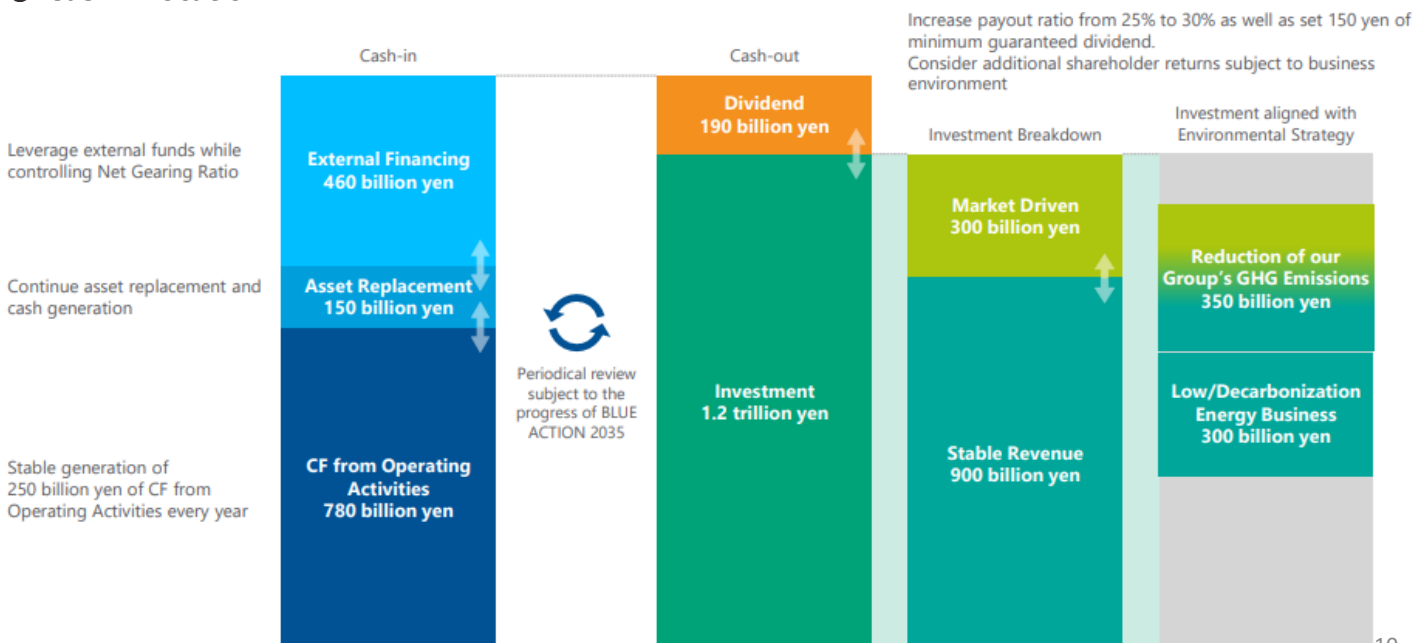 Increase payout ratio from 25% to 30% as well as set 150 yen of
minimum guaranteed dividend.
Consider additional shareholder returns subject to business
environment
Cash-in
Cash-out
Investment Breakdown
Investment aligned with
Environmental Strategy
Leverage external funds while
controlling Net Gearing Ratio
External Financing
460 billion yen
Dividend
190 billion yen
Market Driven
300 billion yen
Continue asset replacement and
cash generation
Asset Replacement
150 billion yen
Reduction of our
Group's GHG Emissions
350 billion yen
Periodical review
subject to the
progress of BLUE
ACTION 2035
Investment
1.2 trillion yen
Low/Decarbonization
Energy Business
300 billion yen
Stable generation of
250 billion yen of CF from
Operating Activities every year
CF from Operating
Activities
780 billion yen
Stable Revenue
900 billion yen